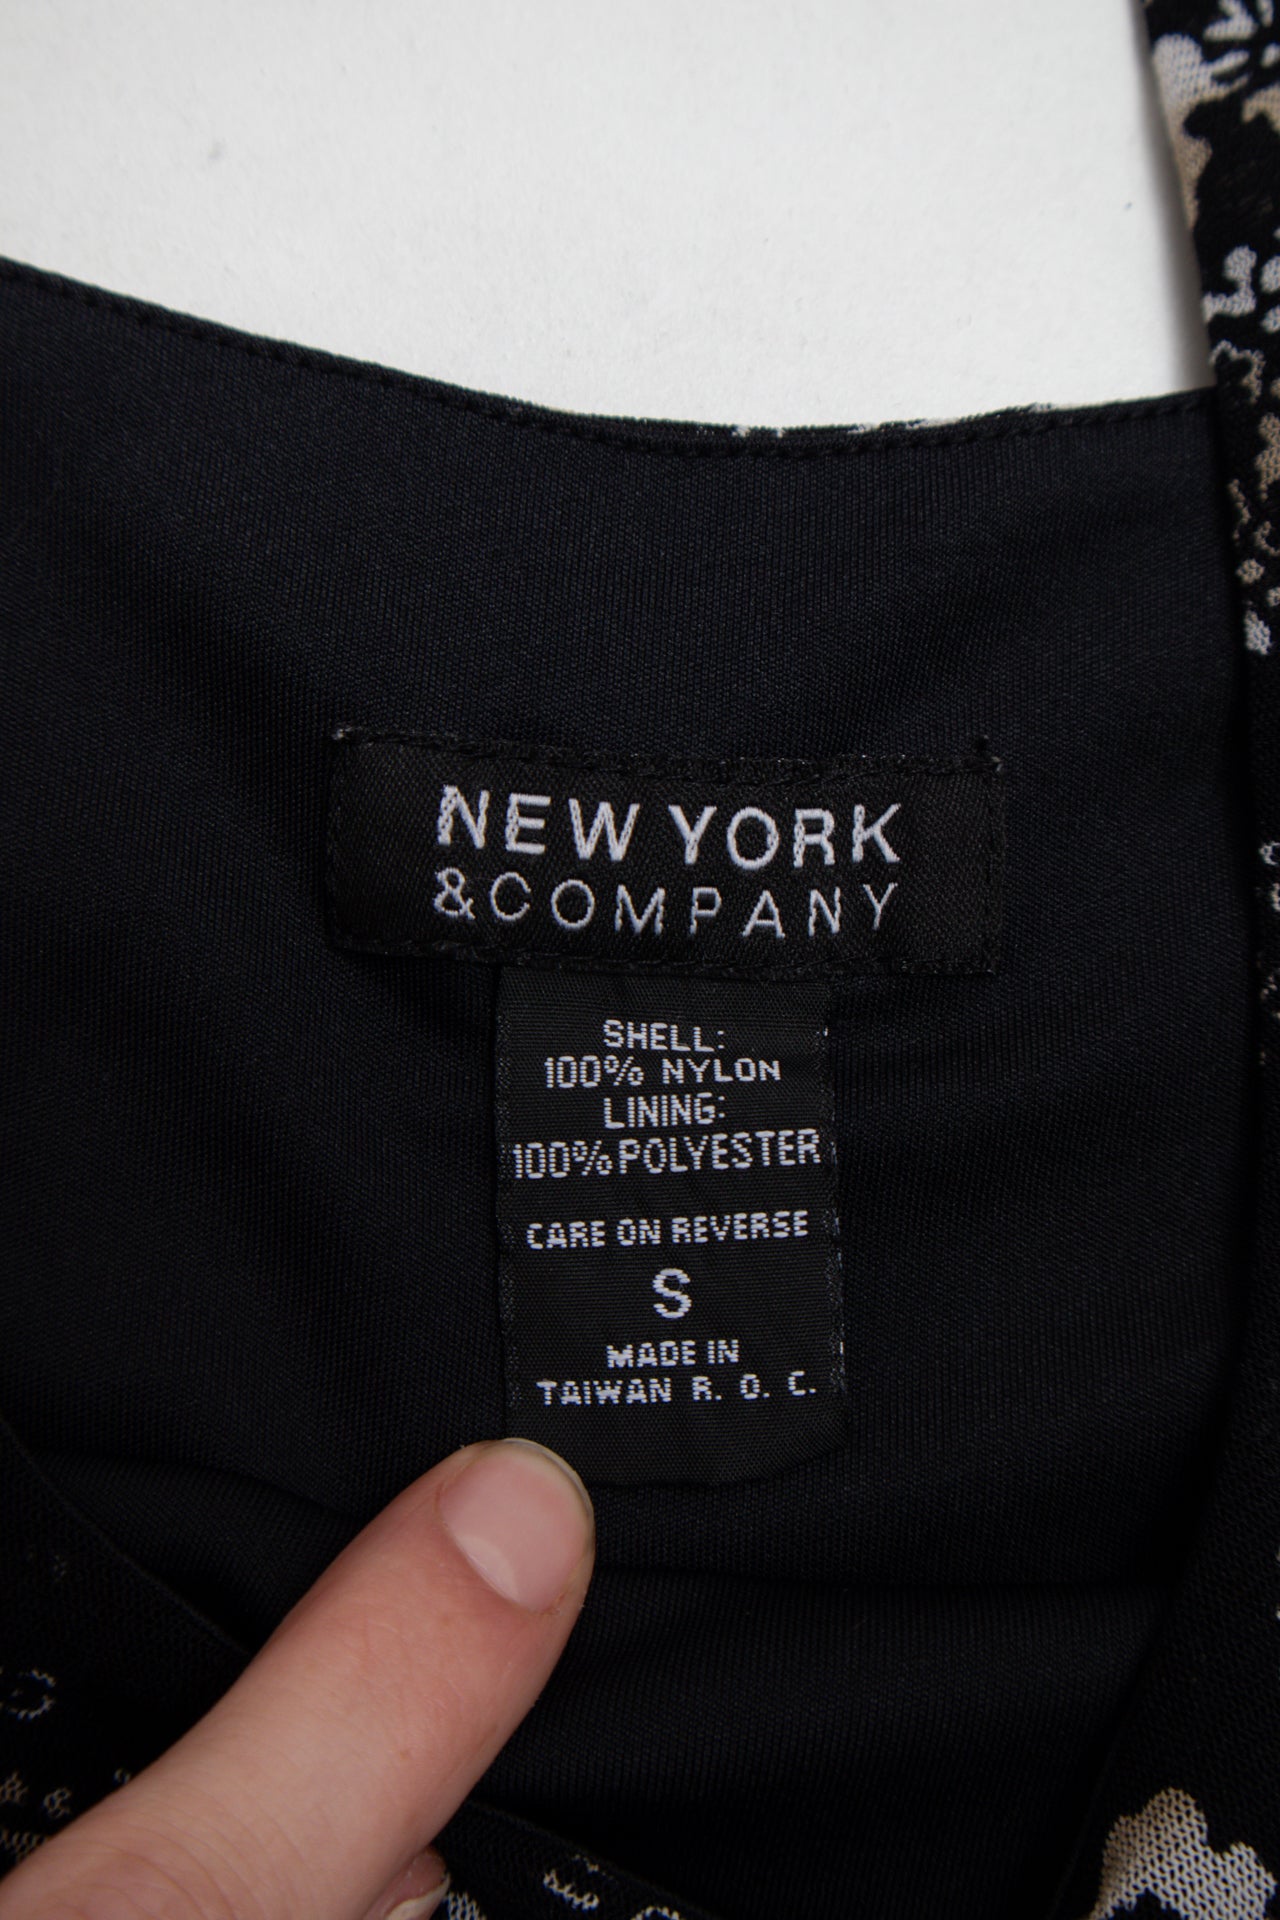 NEW YORK
&COMPANY
SHELL:
100% NYLON
LINING:
100% POLYESTER
CARE ON REVERSE
S
MADE IN
TAIWAN R. O. C.